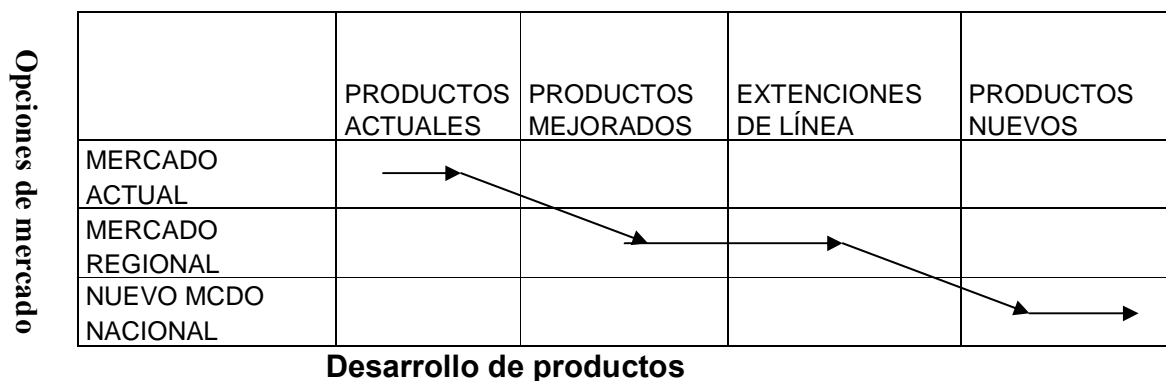 Opciones de mercado
PRODUCTOS
ACTUALES
PRODUCTOS
MEJORADOS
EXTENCIONES
DE LÍNEA
PRODUCTOS
NUEVOS
MERCADO
ACTUAL
MERCADO
REGIONAL
NUEVO MCDO
NACIONAL
Desarrollo de productos